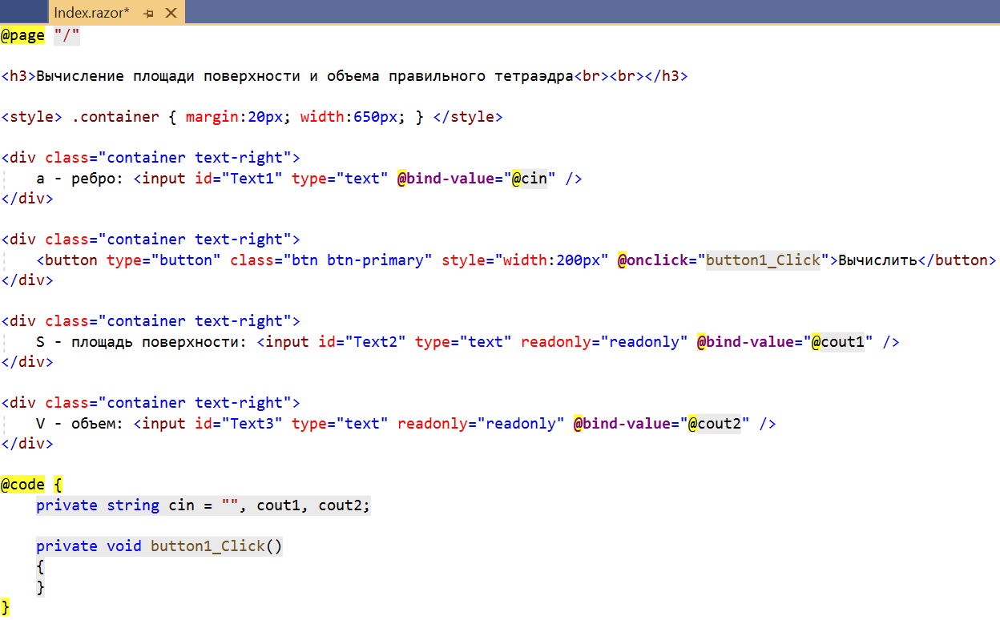 Index.razor*
@page "/"
<h3>Вычисление площади поверхности и объема правильного тетраэдра<br><br></h3>
<style> .container { margin:20px; width:650px; } </style>
<div class="container text-right">
    a - ребро: <input id="Text1" type="text" @bind-value="@cin" />
</div>
<div class="container text-right">
    <button type="button" class="btn btn-primary" style="width:200px" @onclick="button1_Click">Вычислить</button>
</div>
<div class="container text-right">
    S - площадь поверхности: <input id="Text2" type="text" readonly="readonly" @bind-value="@cout1" />
</div>
<div class="container text-right">
    V - объем: <input id="Text3" type="text" readonly="readonly" @bind-value="@cout2" />
</div>
@code {
    private string cin = "", cout1, cout2;
    private void button1_Click()
    {
    }
}